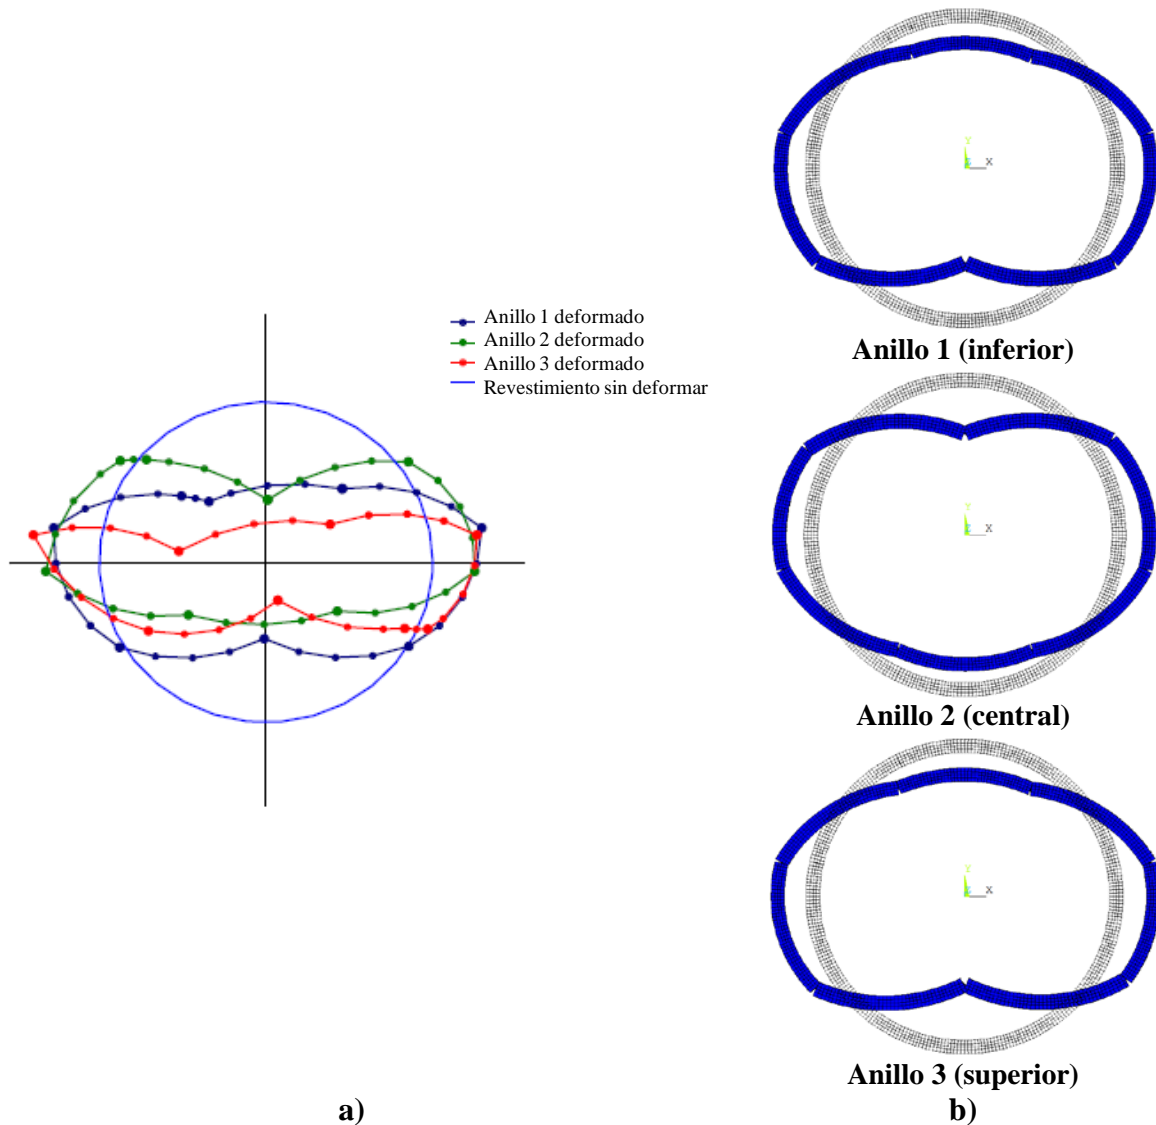 Anillo 1 deformado
Anillo 2 deformado
Anillo 3 deformado
Revestimiento sin deformar
a)
Y
X
Anillo 1 (inferior)
Y
X
Anillo 2 (central)
Y
X
Anillo 3 (superior)
b)